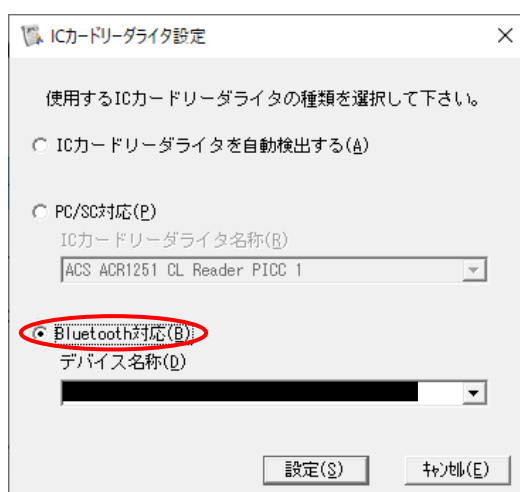 ICカードリーダライタ設定
使用するICカードリーダライタの種類を選択して下さい。
ICカードリーダライタを自動検出する(A)
PC/SC対応(P)
ICカードリーダライタ名称(R)
ACS ACR1251 CL Reader PICC 1
Bluetooth対応(B)
デバイス名称(D)
設定(S)
ｷｬﾝｾﾙ(E)